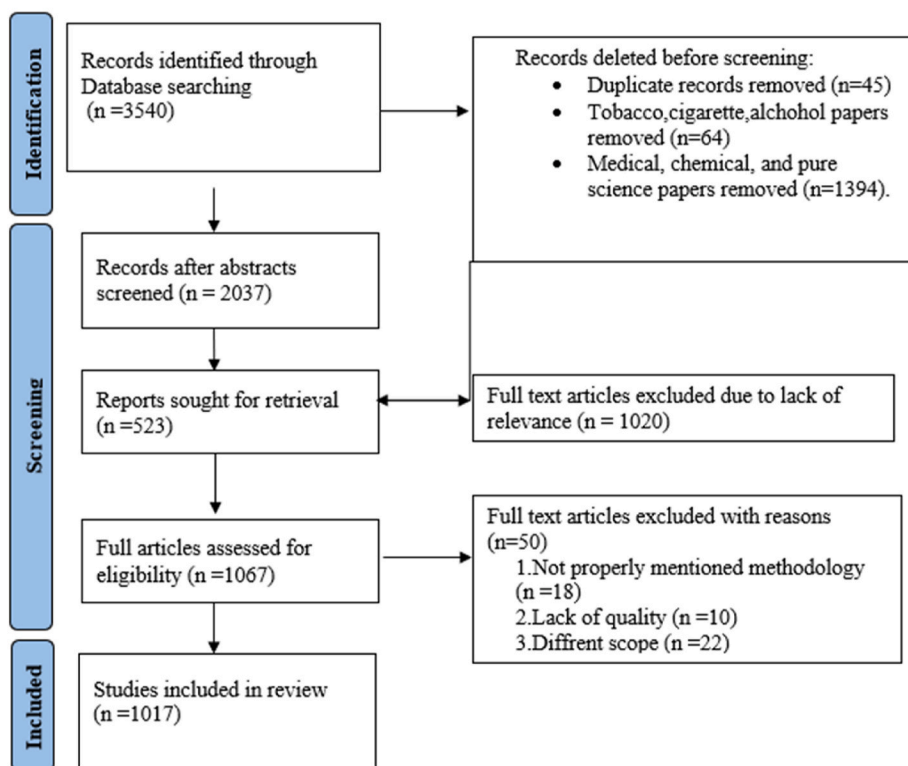 Identification
Records identified through
Database searching
(n =3540)
Records deleted before screening:
• Duplicate records removed (n=45)
• Tobacco,cigarette,alchohol papers
removed (n=64)
• Medical, chemical, and pure
science papers removed (n=1394).
Screening
Records after abstracts
screened (n = 2037)
Reports sought for retrieval
(n =523)
Full text articles excluded due to lack of
relevance (n = 1020)
Full articles assessed for
eligibility (n =1067)
Full text articles excluded with reasons
(n=50)
1.Not properly mentioned methodology
(n =18)
2.Lack of quality (n =10)
3.Diffrent scope (n =22)
Included
Studies included in review
(n =1017)